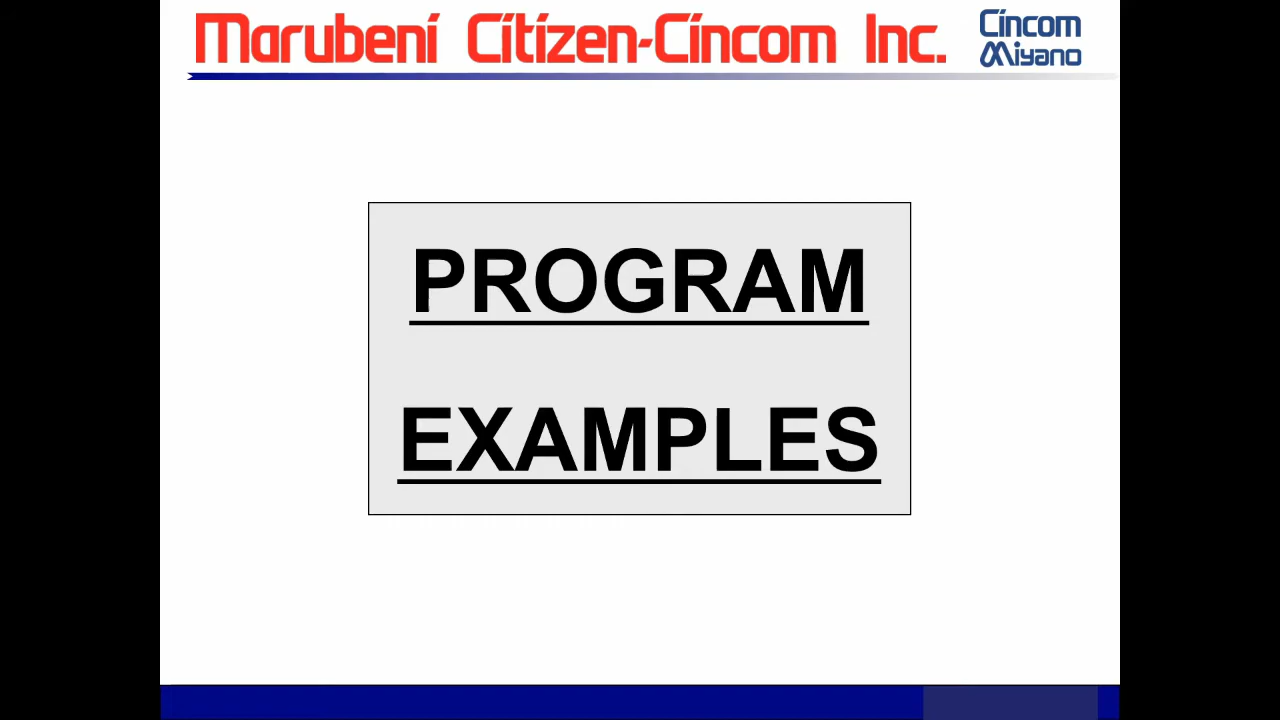 Marubeni Citizen-Cincom Inc.
Cincom
Miyano
PROGRAM
EXAMPLES